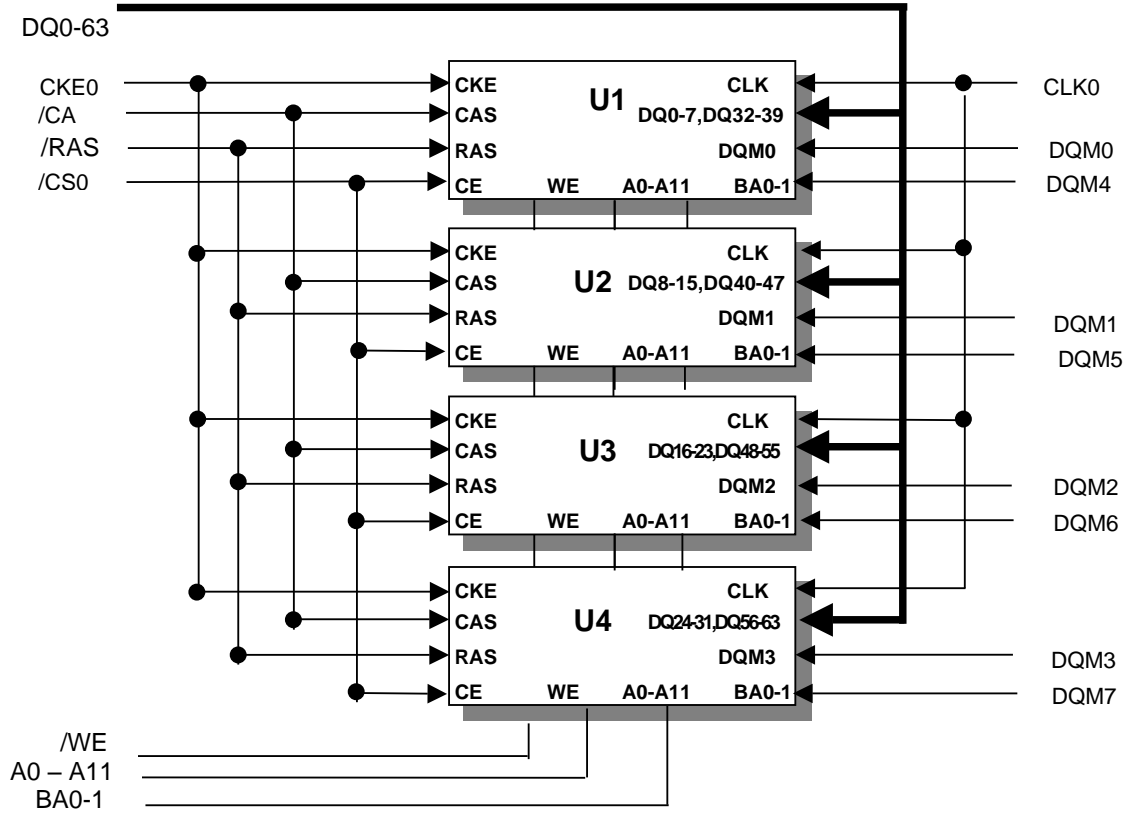 DQ0-63
CKE0
/CA
/RAS
/CS0
CKE U1 CLK
CAS DQ0-7,DQ32-39
RAS DQM0
CE WE A0-A11 BA0-1
CLK0
DQM0
DQM4
CKE CLK
CAS U2 DQ8-15,DQ40-47
RAS DQM1
CE WE A0-A11 BA0-1
DQM1
DQM5
CKE CLK
CAS U3 DQ16-23,DQ48-55
RAS DQM2
CE WE A0-A11 BA0-1
DQM2
DQM6
CKE CLK
CAS U4 DQ24-31,DQ56-63
RAS DQM3
CE WE A0-A11 BA0-1
DQM3
DQM7
/WE
A0 – A11
BA0-1